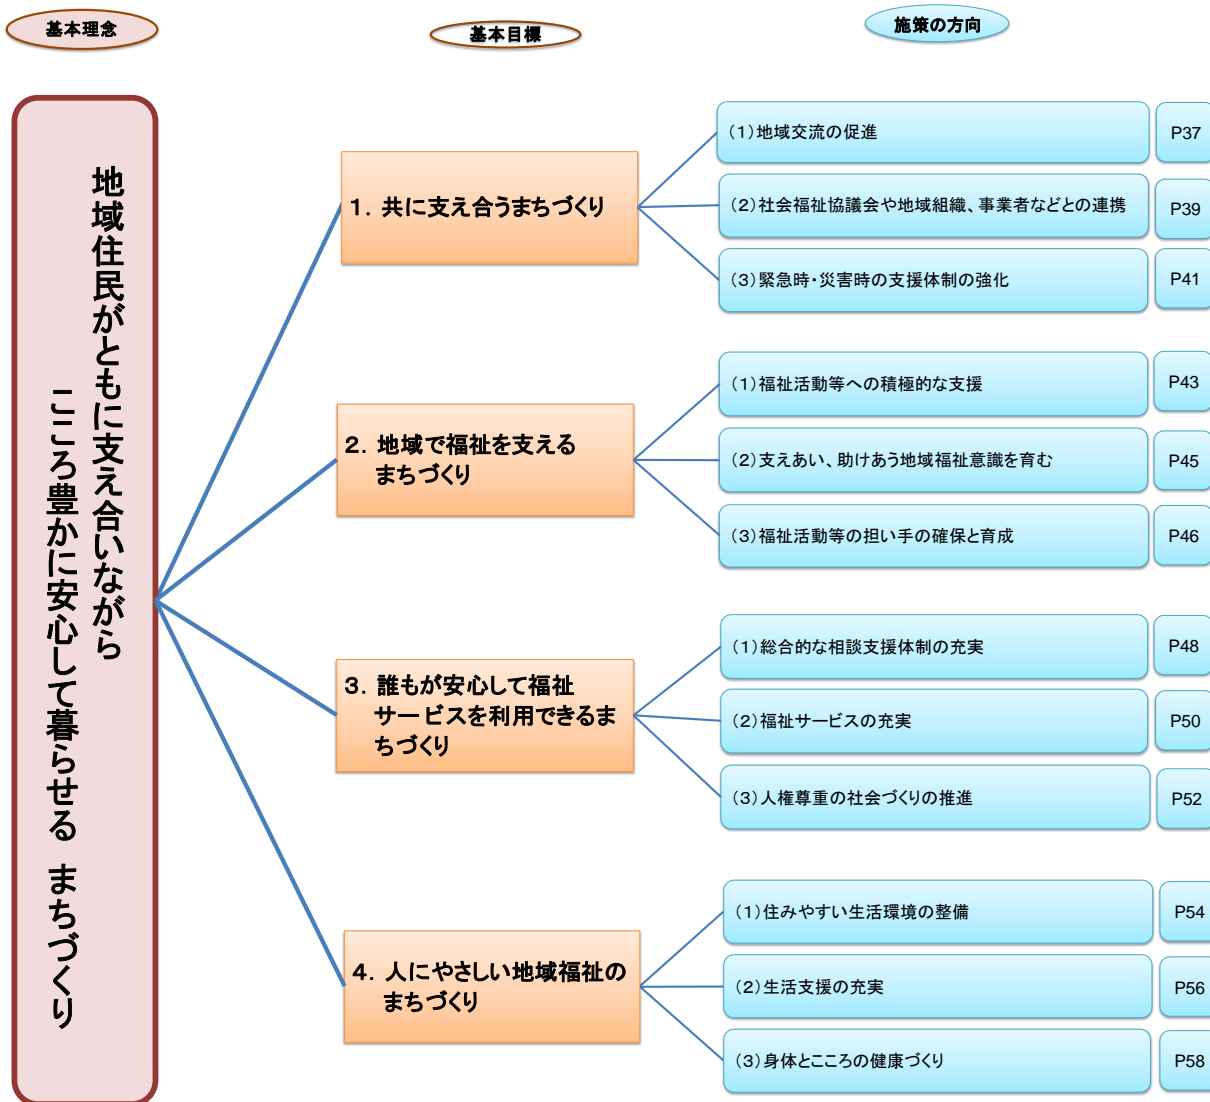 基本理念
基本目標
施策の方向
地域住民がともに支え合いながら
こころ豊かに安心して暮らせる まちづくり
1．共に支え合うまちづくり
（1）地域交流の促進
P37
（2）社会福祉協議会や地域組織、事業者などとの連携
P39
（3）緊急時・災害時の支援体制の強化
P41
2．地域で福祉を支える
まちづくり
（1）福祉活動等への積極的な支援
P43
（2）支えあい、助けあう地域福祉意識を育む
P45
（3）福祉活動等の担い手の確保と育成
P46
3．誰もが安心して福祉
サービスを利用できるま
ちづくり
（1）総合的な相談支援体制の充実
P48
（2）福祉サービスの充実
P50
（3）人権尊重の社会づくりの推進
P52
4．人にやさしい地域福祉の
まちづくり
（1）住みやすい生活環境の整備
P54
（2）生活支援の充実
P56
（3）身体とこころの健康づくり
P58